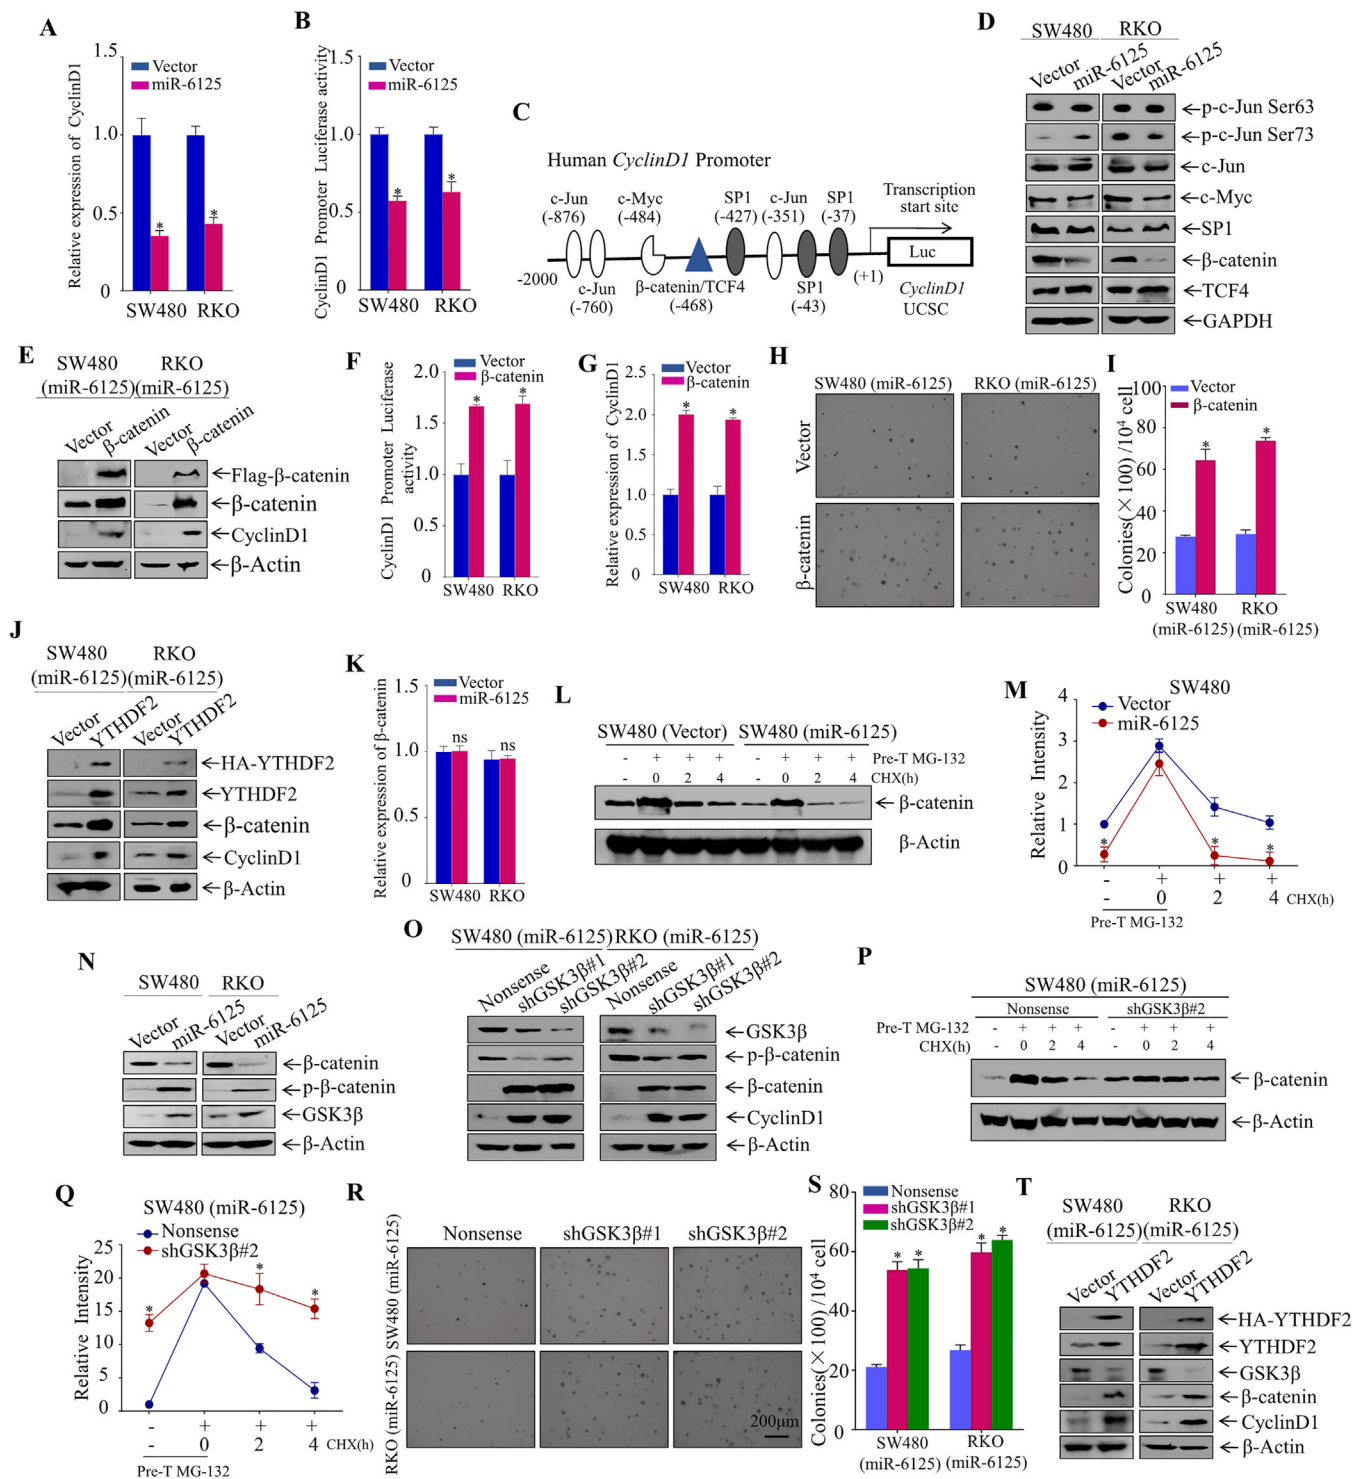 A
1.5
1.0
0.5
0
Relative expression of CyclinD1
Vector
miR-6125
*
*
SW480 RKO
B
1.5
1.0
0.5
0
CyclinD1 Promoter Luciferase activity
Vector
miR-6125
*
*
SW480 RKO
C
Human CyclinD1 Promoter
c-Jun
(-876)
c-Myc
(-484)
SP1
(-427)
c-Jun
(-351)
SP1
(-37)
Transcription
start site
-2000
c-Jun
(-760)
β-catenin/TCF4
(-468)
SP1
(-43)
(+1)
Luc
CyclinD1
UCSC
D
SW480 RKO
Vector
miR-6125
Vector
miR-6125
←p-c-Jun Ser63
←p-c-Jun Ser73
←c-Jun
←c-Myc
←SP1
←β-catenin
←TCF4
←GAPDH
E
SW480 RKO
(miR-6125) (miR-6125)
Vector
β-catenin
Vector
β-catenin
←Flag-β-catenin
←β-catenin
←CyclinD1
←β-Actin
F
2.0
1.5
1.0
0.5
0
CyclinD1 Promoter Luciferase
activity
Vector
β-catenin
*
*
SW480 RKO
G
2.5
2.0
1.5
1.0
0.5
0
Relative expression of CyclinD1
Vector
β-catenin
*
*
SW480 RKO
H
SW480 (miR-6125) RKO (miR-6125)
Vector
β-catenin
I
100
80
60
40
20
0
Colonies(×100) /10⁴ cell
Vector
β-catenin
*
*
SW480 RKO
(miR-6125) (miR-6125)
J
SW480 RKO
(miR-6125) (miR-6125)
Vector
YTHDF2
Vector
YTHDF2
←HA-YTHDF2
←YTHDF2
←β-catenin
←CyclinD1
←β-Actin
K
1.5
1.0
0.5
0
Relative expression of β-catenin
Vector
miR-6125
ns
ns
SW480 RKO
L
SW480 (Vector) SW480 (miR-6125)
- + + + - + + + Pre-T MG-132
0 2 4 0 2 4 CHX(h)
← β-catenin
β-Actin
M
SW480
Vector
miR-6125
4
3
2
1
0
Relative Intensity
* * *
- + + +
0 2 4 CHX(h)
Pre-T MG-132
N
SW480 RKO
Vector
miR-6125
Vector
miR-6125
←β-catenin
←p-β-catenin
←GSK3β
←β-Actin
O
SW480 (miR-6125) RKO (miR-6125)
Nonsense
shGSK3β#1
shGSK3β#2
Nonsense
shGSK3β#1
shGSK3β#2
←GSK3β
←p-β-catenin
←β-catenin
←CyclinD1
←β-Actin
P
SW480 (miR-6125)
Nonsense shGSK3β#2
Pre-T MG-132 - + + + - + + +
CHX(h) 0 2 4 0 2 4
←β-catenin
←β-Actin
Q
SW480 (miR-6125)
Nonsense
shGSK3β#2
25
20
15
10
5
0
Relative Intensity
* * *
- + + +
0 2 4 CHX(h)
Pre-T MG-132
R
Nonsense shGSK3β#1 shGSK3β#2
SW480 (miR-6125)
RKO (miR-6125)
200μm
S
80
60
40
20
0
Colonies(×100) /10⁴ cell
Nonsense
shGSK3β#1
shGSK3β#2
* *
* *
SW480 RKO
(miR-6125) (miR-6125)
T
SW480 RKO
(miR-6125) (miR-6125)
Vector
YTHDF2
Vector
YTHDF2
←HA-YTHDF2
←YTHDF2
←GSK3β
←β-catenin
←CyclinD1
←β-Actin